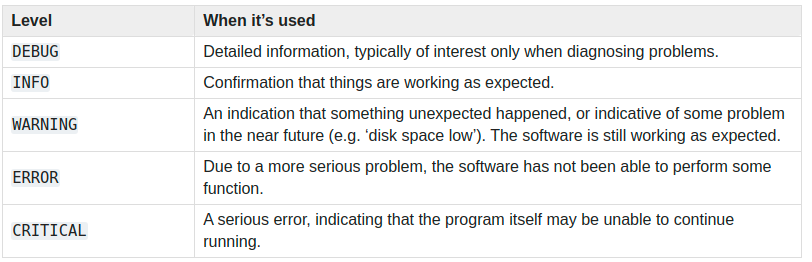 Level When it’s used
DEBUG Detailed information, typically of interest only when diagnosing problems.
INFO Confirmation that things are working as expected.
WARNING An indication that something unexpected happened, or indicative of some problem
in the near future (e.g. ‘disk space low’). The software is still working as expected.
ERROR Due to a more serious problem, the software has not been able to perform some
function.
CRITICAL A serious error, indicating that the program itself may be unable to continue
running.